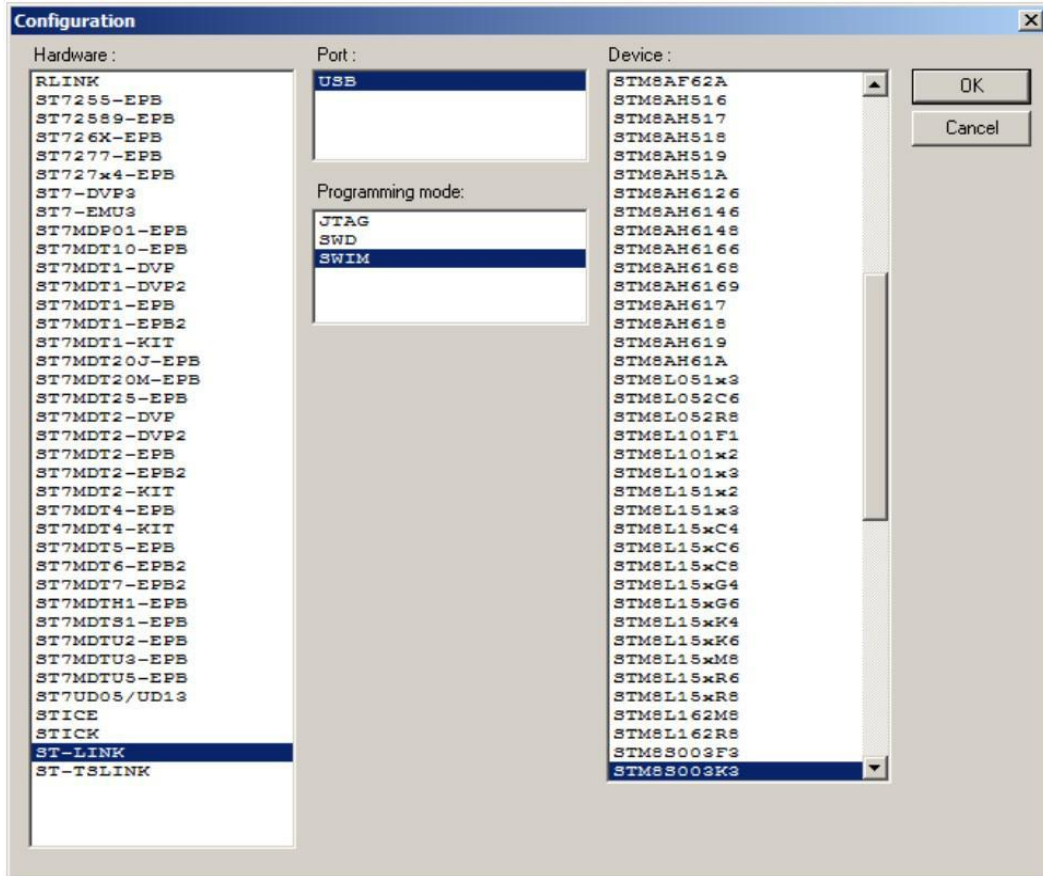 Configuration
Hardware :
RLINK
ST7255-EPB
ST72589-EPB
ST726X-EPB
ST7277-EPB
ST727x4-EPB
ST7-DVP3
ST7-EMU3
ST7MDP01-EPB
ST7MDT10-EPB
ST7MDT1-DVP
ST7MDT1-DVP2
ST7MDT1-EPB
ST7MDT1-EPB2
ST7MDT1-KIT
ST7MDT20J-EPB
ST7MDT20M-EPB
ST7MDT25-EPB
ST7MDT2-DVP
ST7MDT2-DVP2
ST7MDT2-EPB
ST7MDT2-EPB2
ST7MDT2-KIT
ST7MDT4-EPB
ST7MDT4-KIT
ST7MDT5-EPB
ST7MDT6-EPB2
ST7MDT7-EPB2
ST7MDTH1-EPB
ST7MDTS1-EPB
ST7MDTU2-EPB
ST7MDTU3-EPB
ST7MDTU5-EPB
ST7UD05/UD13
STICE
STICK
ST-LINK
ST-TSLINK
Port :
USB
Programming mode:
JTAG
SWD
SWIM
Device :
STM8AF62A
STM8AH516
STM8AH517
STM8AH518
STM8AH519
STM8AH51A
STM8AH6126
STM8AH6146
STM8AH6148
STM8AH6166
STM8AH6168
STM8AH6169
STM8AH617
STM8AH618
STM8AH619
STM8AH61A
STM8L051x3
STM8L052C6
STM8L052R8
STM8L101F1
STM8L101x2
STM8L101x3
STM8L151x2
STM8L151x3
STM8L15xC4
STM8L15xC6
STM8L15xC8
STM8L15xG4
STM8L15xG6
STM8L15xK4
STM8L15xK6
STM8L15xM8
STM8L15xR6
STM8L15xR8
STM8L162M8
STM8L162R8
STM8S003F3
STM8S003K3
OK
Cancel